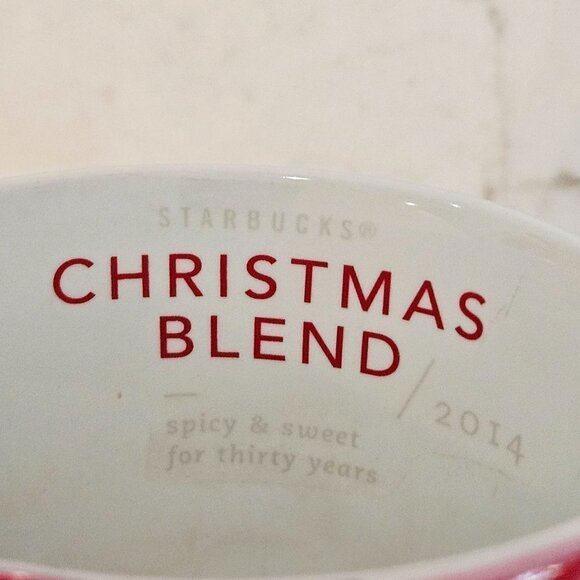 STARBUCKS®
CHRISTMAS
BLEND
/ 2014
spicy & sweet
for thirty years